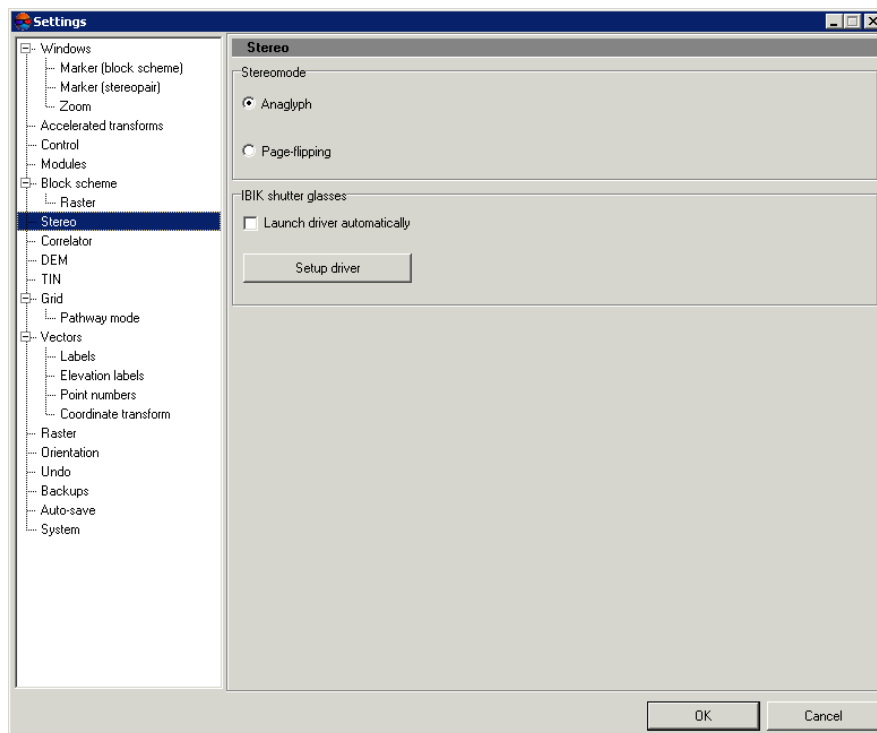 Settings
Windows
Marker (block scheme)
Marker (stereopair)
Zoom
Accelerated transforms
Control
Modules
Block scheme
Raster
Stereo
Correlator
DEM
TIN
Grid
Pathway mode
Vectors
Labels
Elevation labels
Point numbers
Coordinate transform
Raster
Orientation
Undo
Backups
Auto-save
System
Stereo
Stereomode
Anaglyph
Page-flipping
IBIK shutter glasses
Launch driver automatically
Setup driver
OK
Cancel